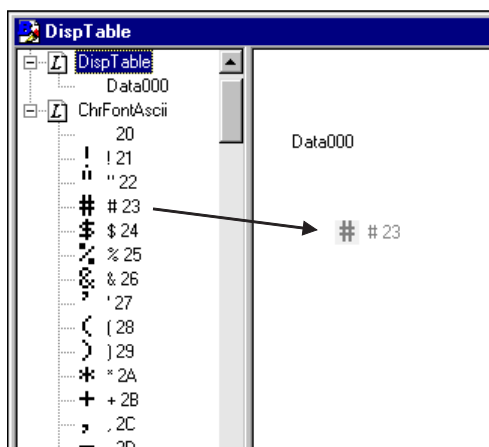 DispTable
DispTable
Data000
ChrFontAscii
20
! ! 21
" " 22
# # 23
$ $ 24
% % 25
& & 26
' ' 27
( ( 28
) ) 29
* * 2A
+ + 2B
, , 2C
2D
Data000
# # 23